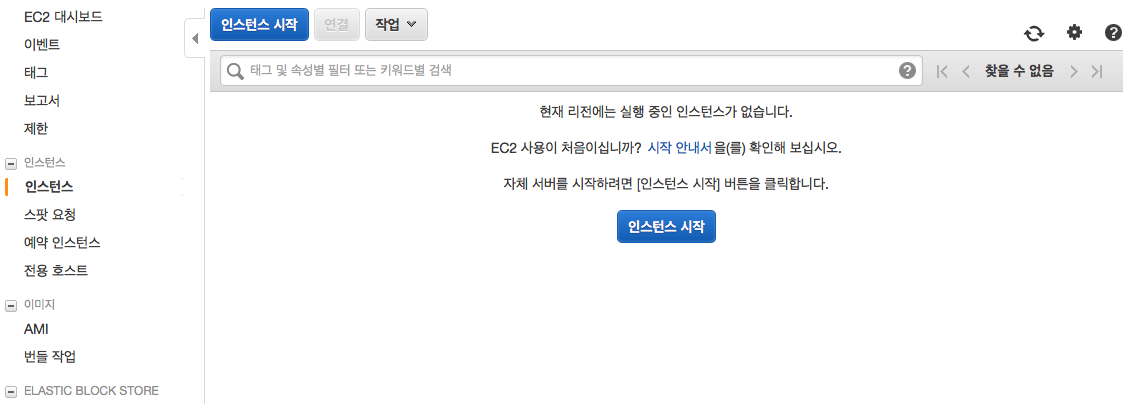 EC2 대시보드
이벤트
태그
보고서
제한
인스턴스
인스턴스
스팟 요청
예약 인스턴스
전용 호스트
이미지
AMI
번들 작업
ELASTIC BLOCK STORE
인스턴스 시작 연결 작업
태그 및 속성별 필터 또는 키워드별 검색 찾을 수 없음
현재 리전에는 실행 중인 인스턴스가 없습니다.
EC2 사용이 처음이십니까? 시작 안내서을(를) 확인해 보십시오.
자체 서버를 시작하려면 [인스턴스 시작] 버튼을 클릭합니다.
인스턴스 시작